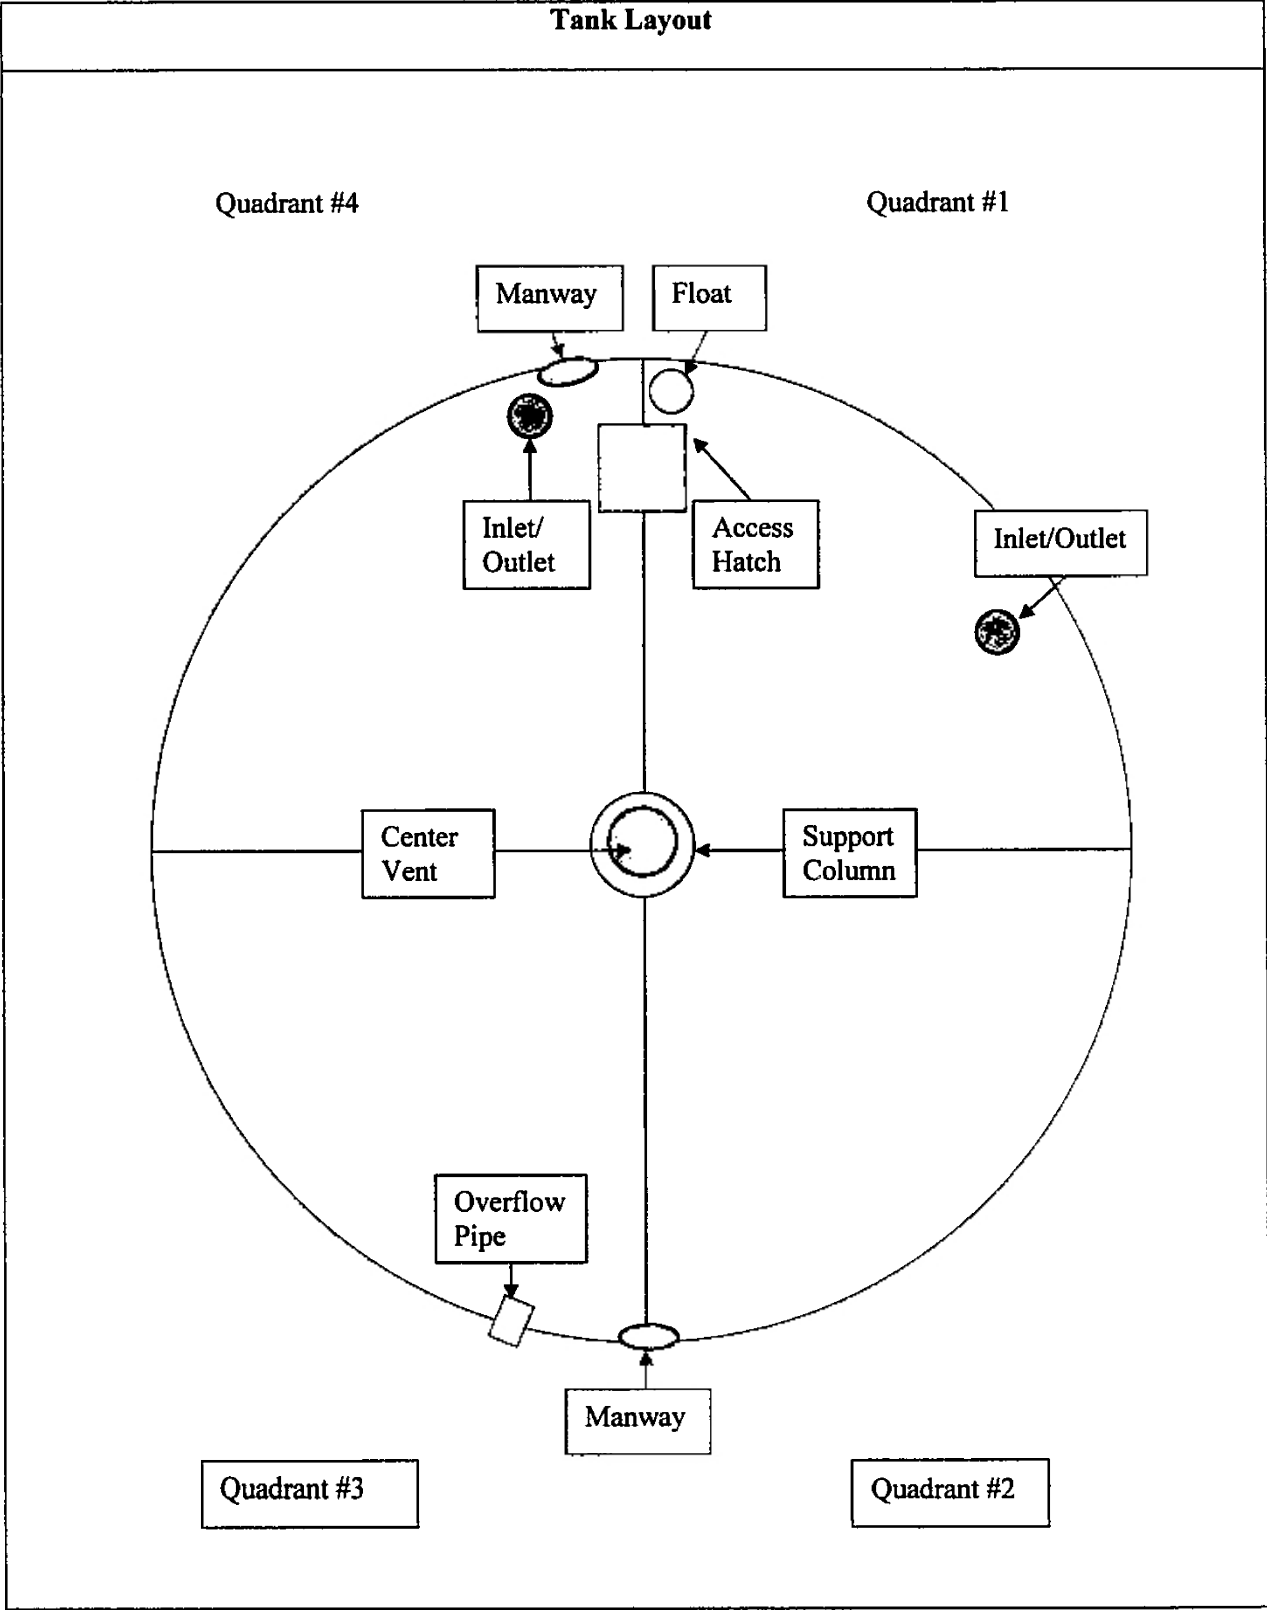 Tank Layout
Quadrant #4
Quadrant #1
Manway
Float
Inlet/
Outlet
Access
Hatch
Inlet/Outlet
Center
Vent
Support
Column
Overflow
Pipe
Manway
Quadrant #3
Quadrant #2